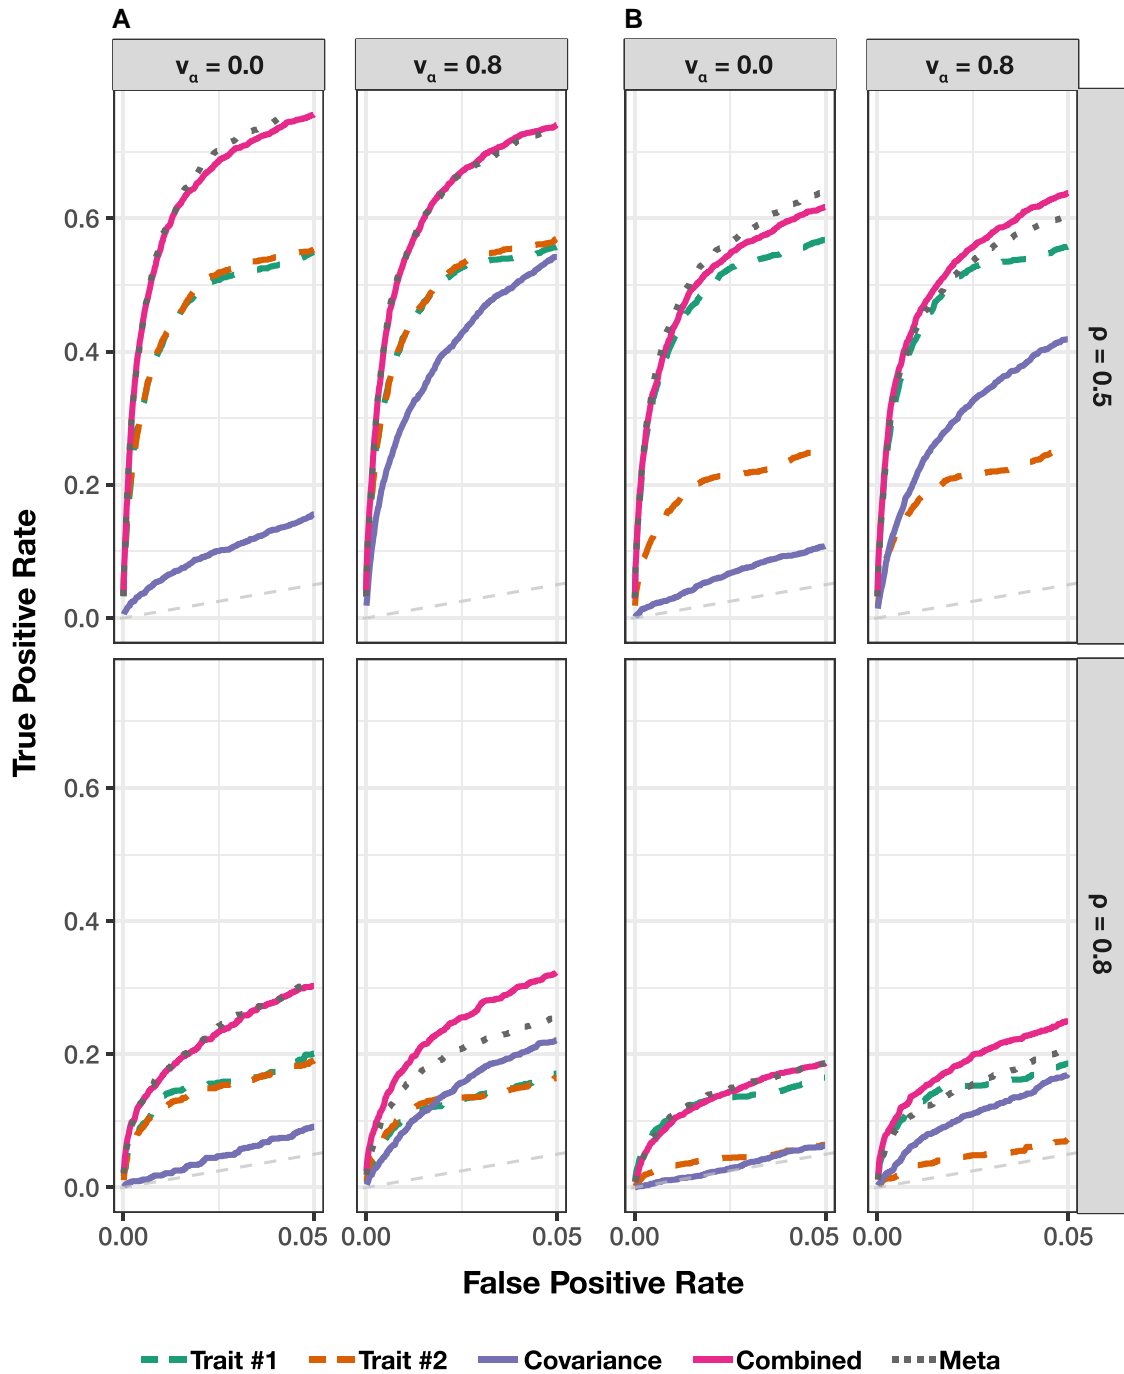 A B
vα = 0.0 vα = 0.8 vα = 0.0 vα = 0.8
True Positive Rate
0.6
0.4
0.2
0.0
ρ = 0.5
0.6
0.4
0.2
0.0
ρ = 0.8
0.00 0.05 0.00 0.05 0.00 0.05 0.00 0.05
False Positive Rate
Trait #1 Trait #2 Covariance Combined Meta